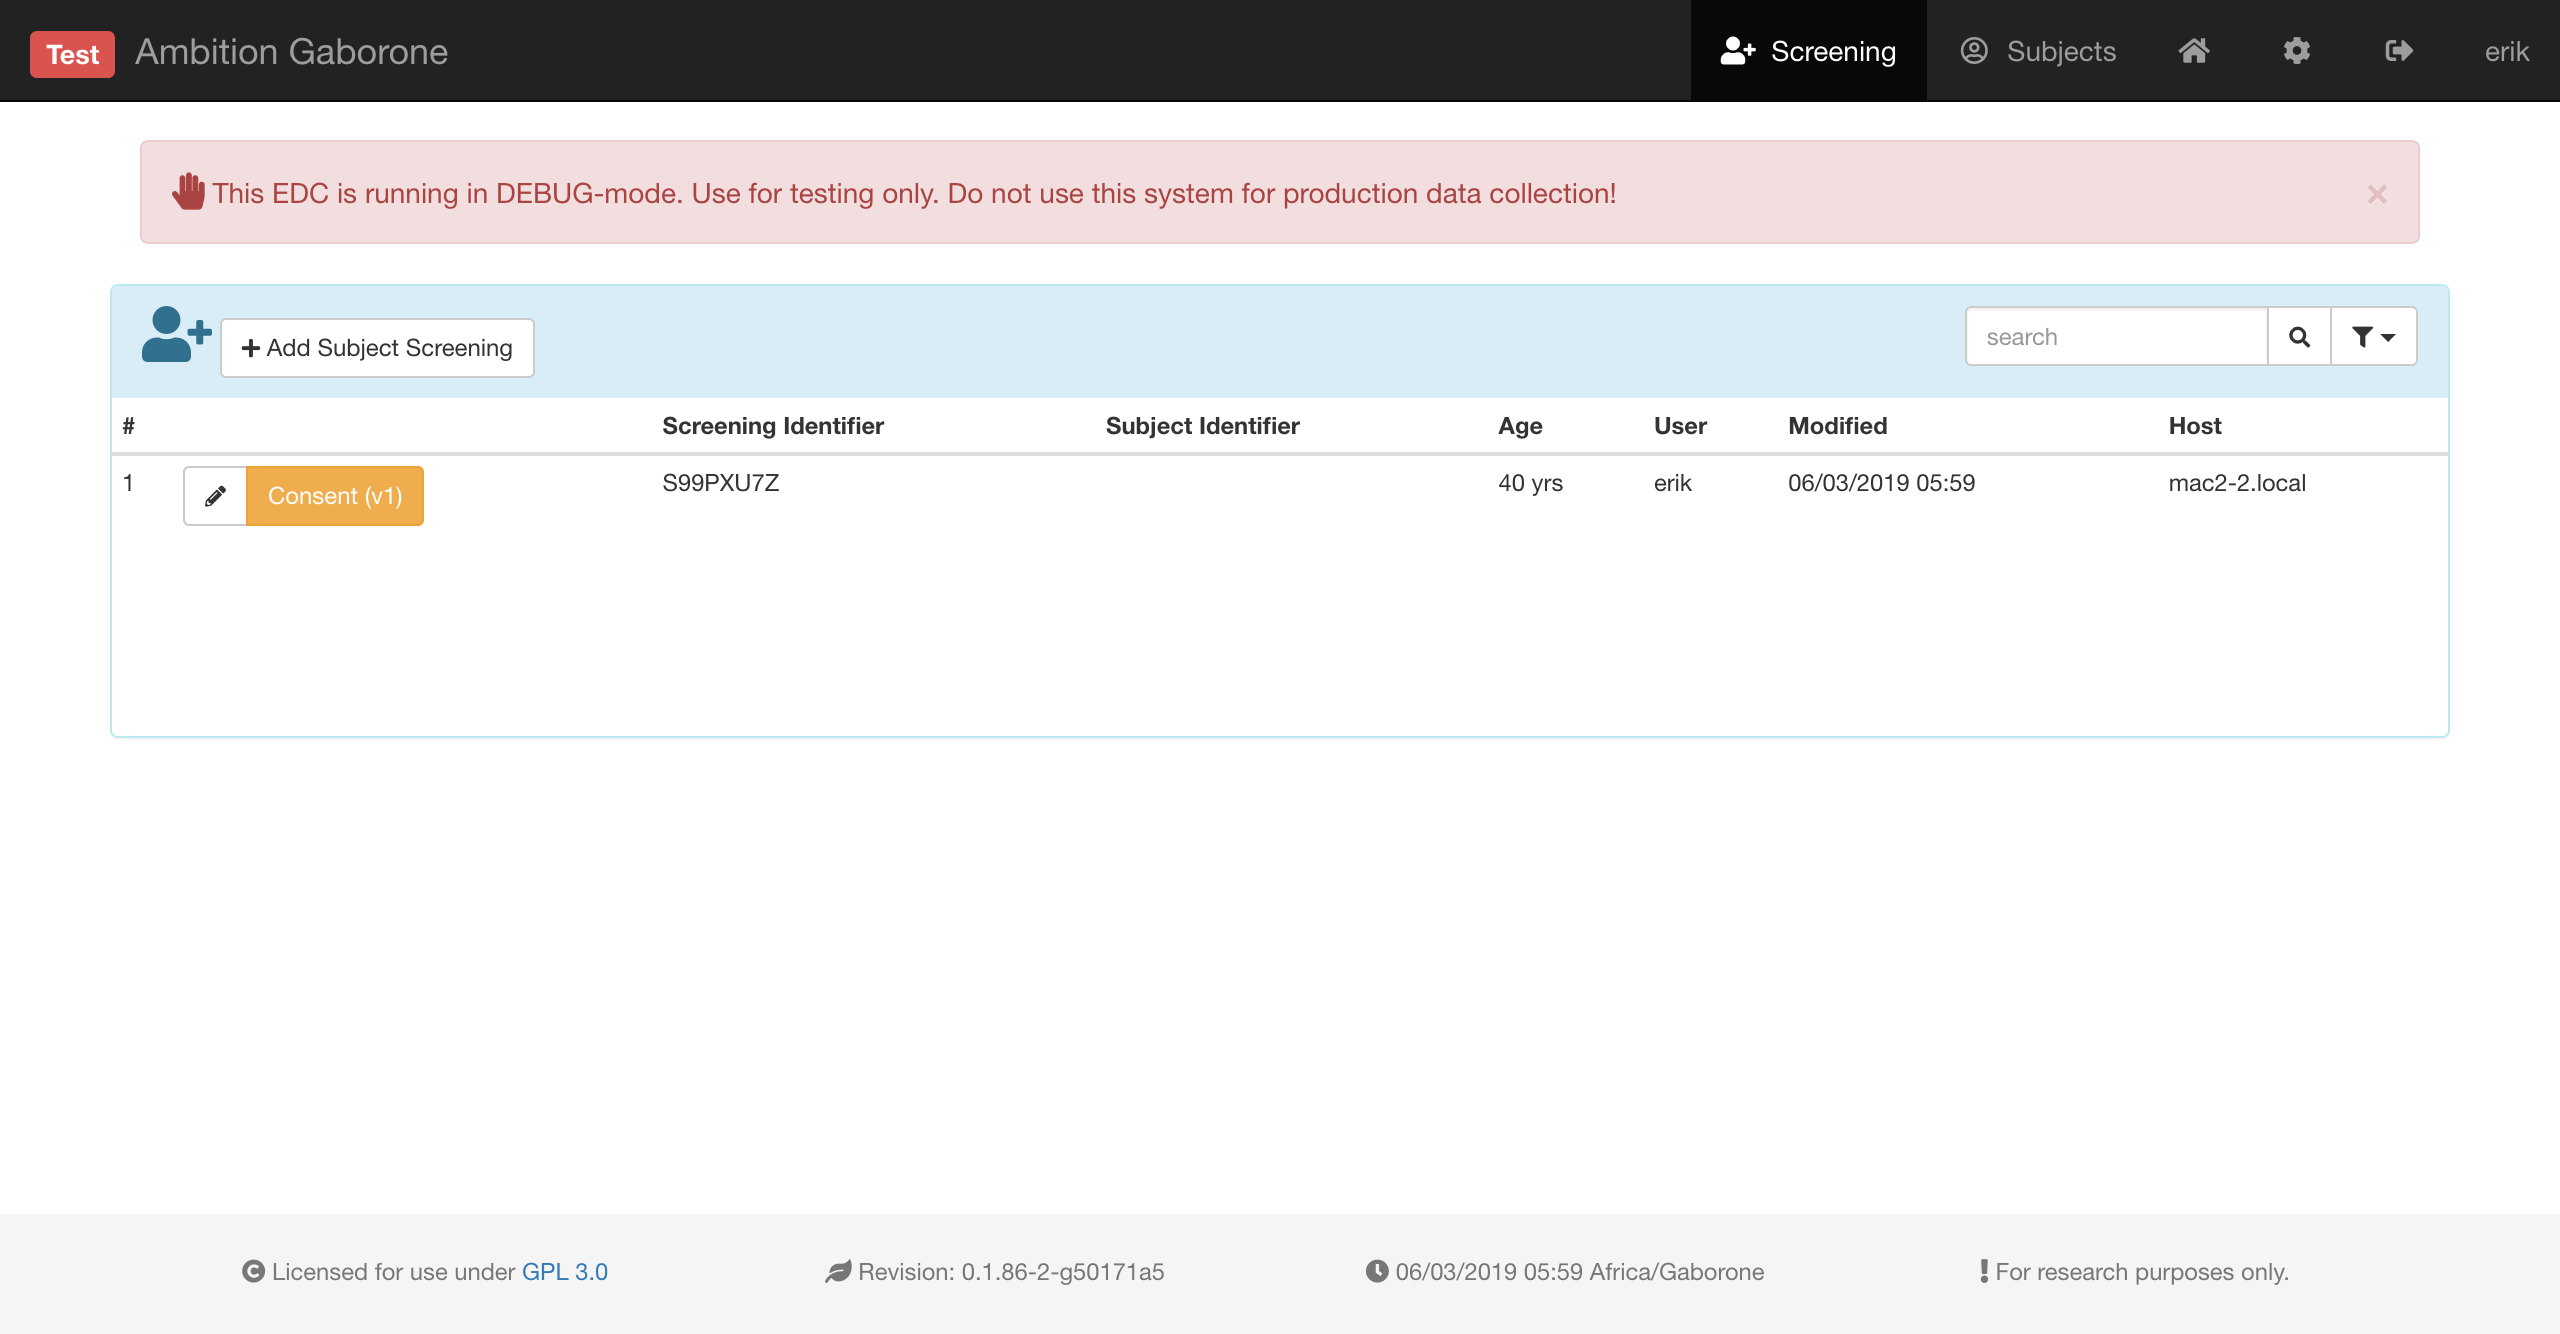 Test Ambition Gaborone Screening Subjects erik
This EDC is running in DEBUG-mode. Use for testing only. Do not use this system for production data collection! ×
Add Subject Screening search
# Screening Identifier Subject Identifier Age User Modified Host
1 Consent (v1) S99PXU7Z 40 yrs erik 06/03/2019 05:59 mac2-2.local
Licensed for use under GPL 3.0 Revision: 0.1.86-2-g50171a5 06/03/2019 05:59 Africa/Gaborone For research purposes only.